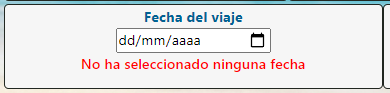 Fecha del viaje
dd/mm/aaaa
No ha seleccionado ninguna fecha